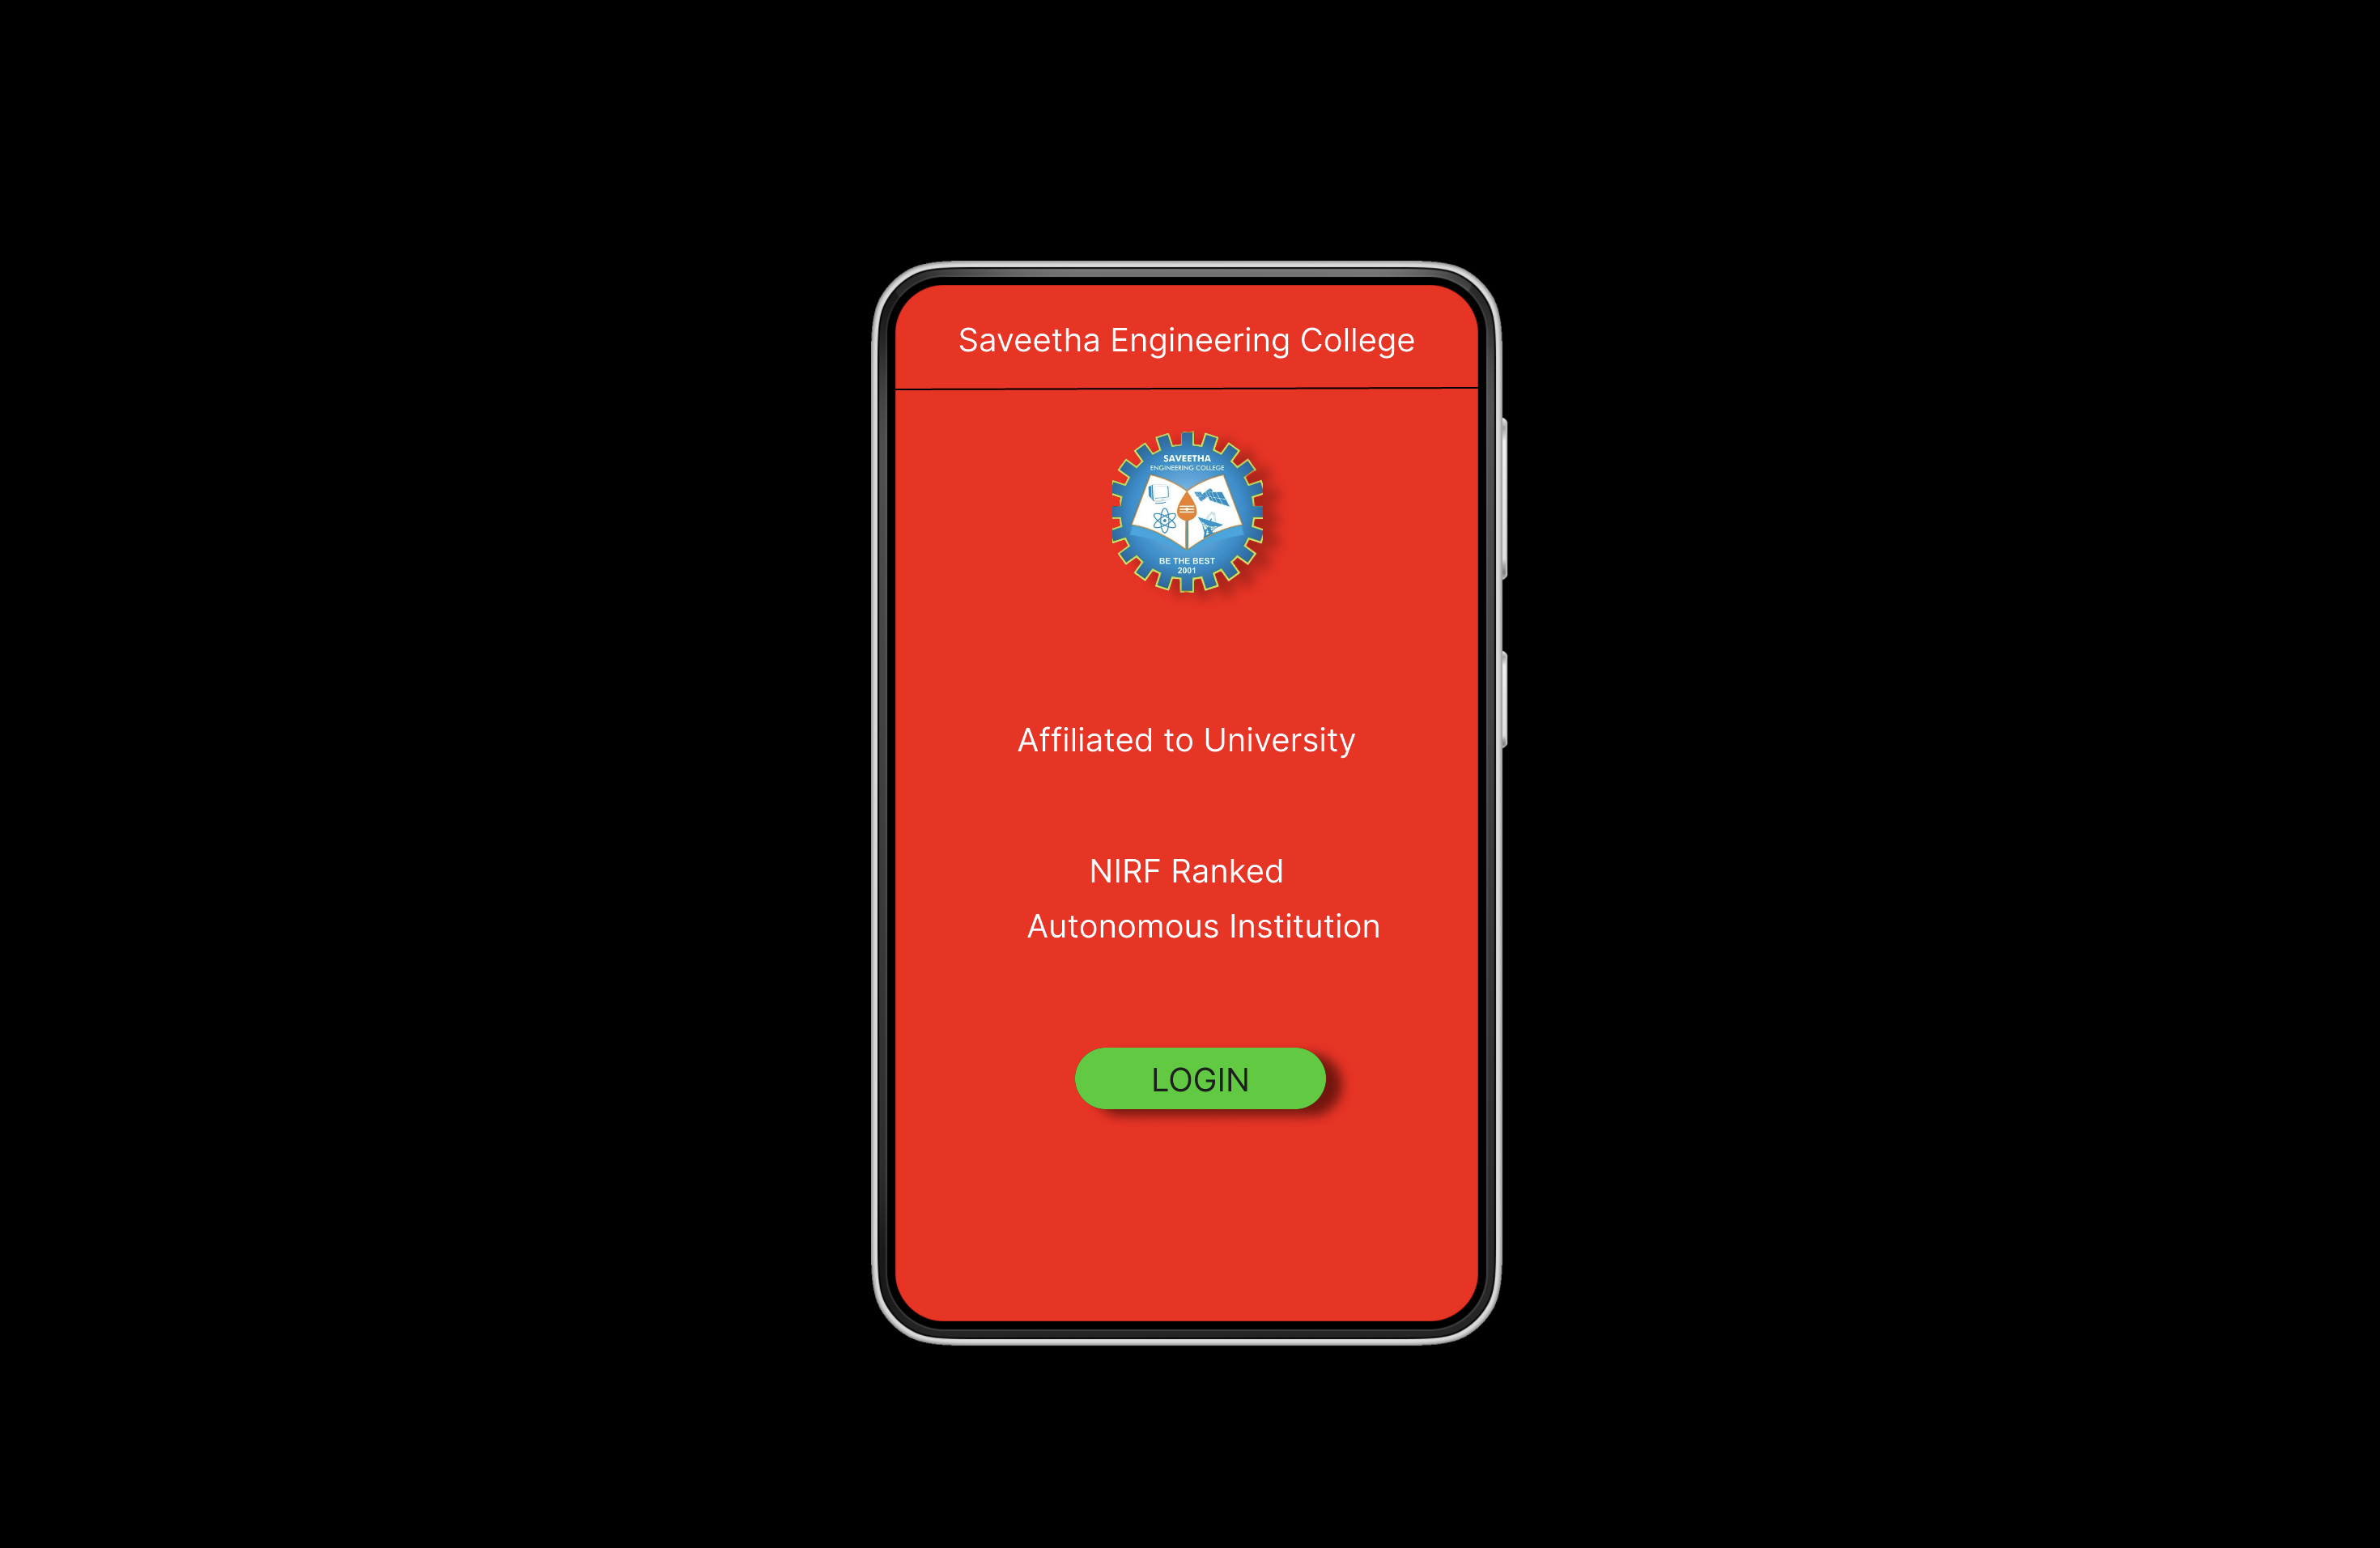 Saveetha Engineering College
SAVEETHA
ENGINEERING COLLEGE
BE THE BEST
2001
Affiliated to University
NIRF Ranked
Autonomous Institution
LOGIN